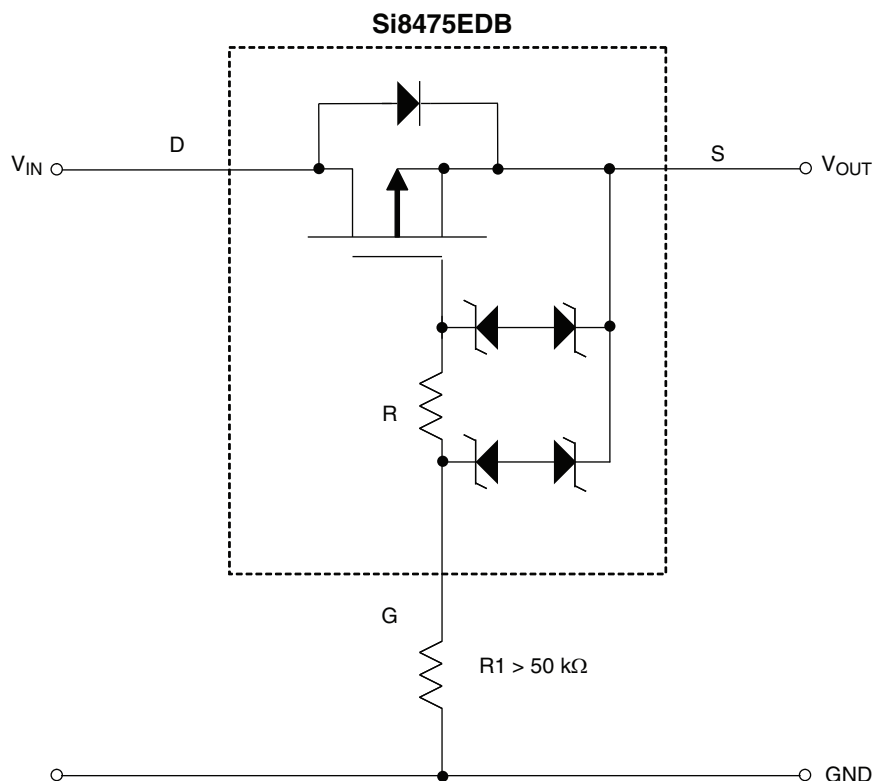 Si8475EDB
D
S
V_IN
V_OUT
R
G
R1 > 50 kΩ
GND